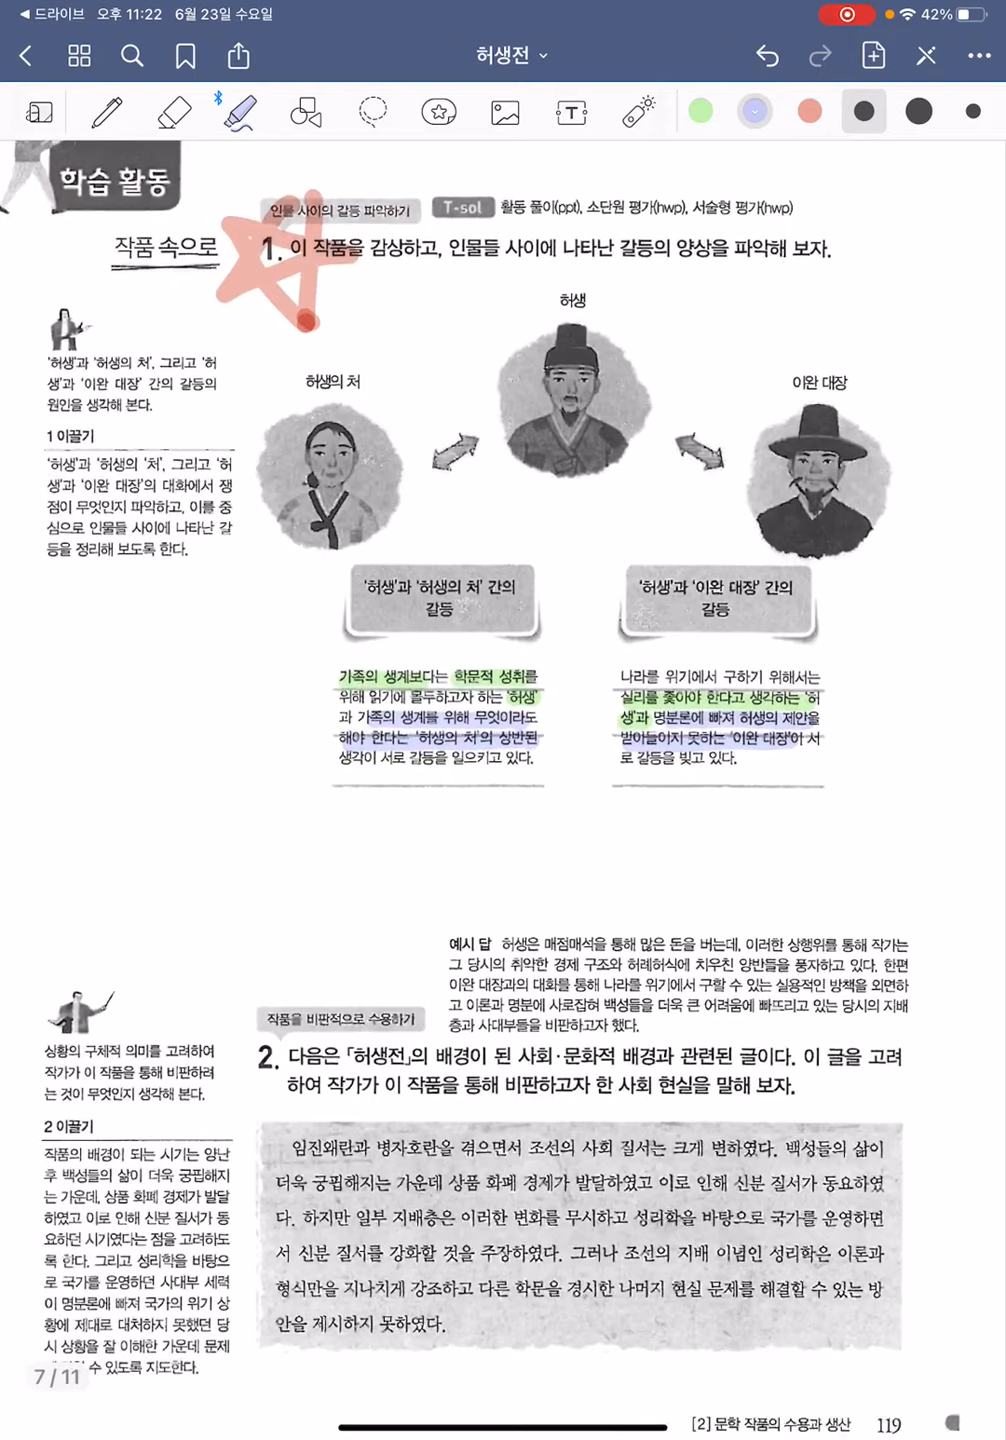 드라이브 오후 11:22 6월 23일 수요일
42%
허생전
학습 활동
인물 사이의 갈등 파악하기
T-sol 활동 풀이(ppt), 소단원 평가(hwp), 서술형 평가(hwp)
작품 속으로
1. 이 작품을 감상하고, 인물들 사이에 나타난 갈등의 양상을 파악해 보자.
'허생'과 '허생의 처', 그리고 '허
생'과 '이완 대장' 간의 갈등의
원인을 생각해 본다.
1 이끌기
'허생'과 '허생의 '처', 그리고 '허
생'과 '이완 대장'의 대화에서 쟁
점이 무엇인지 파악하고, 이를 중
심으로 인물들 사이에 나타난 갈
등을 정리해 보도록 한다.
허생
허생의 처
이완 대장
'허생'과 '허생의 처' 간의
갈등
'허생'과 '이완 대장' 간의
갈등
가족의 생계보다는 학문적 성취를
위해 읽기에 몰두하고자 하는 '허생'
과 가족의 생계를 위해 무엇이라도
해야 한다는 '허생의 처'의 상반된
생각이 서로 갈등을 일으키고 있다.
나라를 위기에서 구하기 위해서는
실리를 좇아야 한다고 생각하는 '허
생'과 명분론에 빠져 허생의 제안을
받아들이지 못하는 '이완 대장'이 서
로 갈등을 빚고 있다.
예시 답 허생은 매점매석을 통해 많은 돈을 버는데, 이러한 상행위를 통해 작가는
그 당시의 취약한 경제 구조와 허례허식에 치우친 양반들을 풍자하고 있다. 한편
이완 대장과의 대화를 통해 나라를 위기에서 구할 수 있는 실용적인 방책을 외면하
고 이론과 명분에 사로잡혀 백성들을 더욱 큰 어려움에 빠뜨리고 있는 당시의 지배
층과 사대부들을 비판하고자 했다.
작품을 비판적으로 수용하기
2. 다음은 「허생전」의 배경이 된 사회·문화적 배경과 관련된 글이다. 이 글을 고려
하여 작가가 이 작품을 통해 비판하고자 한 사회 현실을 말해 보자.
상황의 구체적 의미를 고려하여
작가가 이 작품을 통해 비판하려
는 것이 무엇인지 생각해 본다.
2 이끌기
작품의 배경이 되는 시기는 양난
후 백성들의 삶이 더욱 궁핍해지
는 가운데, 상품 화폐 경제가 발달
하였고 이로 인해 신분 질서가 동
요하던 시기였다는 점을 고려하도
록 한다. 그리고 성리학을 바탕으
로 국가를 운영하던 사대부 세력
이 명분론에 빠져 국가의 위기 상
황에 제대로 대처하지 못했던 당
시 상황을 잘 이해한 가운데 문제
수 있도록 지도한다.
임진왜란과 병자호란을 겪으면서 조선의 사회 질서는 크게 변하였다. 백성들의 삶이
더욱 궁핍해지는 가운데 상품 화폐 경제가 발달하였고 이로 인해 신분 질서가 동요하였
다. 하지만 일부 지배층은 이러한 변화를 무시하고 성리학을 바탕으로 국가를 운영하면
서 신분 질서를 강화할 것을 주장하였다. 그러나 조선의 지배 이념인 성리학은 이론과
형식만을 지나치게 강조하고 다른 학문을 경시한 나머지 현실 문제를 해결할 수 있는 방
안을 제시하지 못하였다.
7 / 11
[2] 문학 작품의 수용과 생산 119